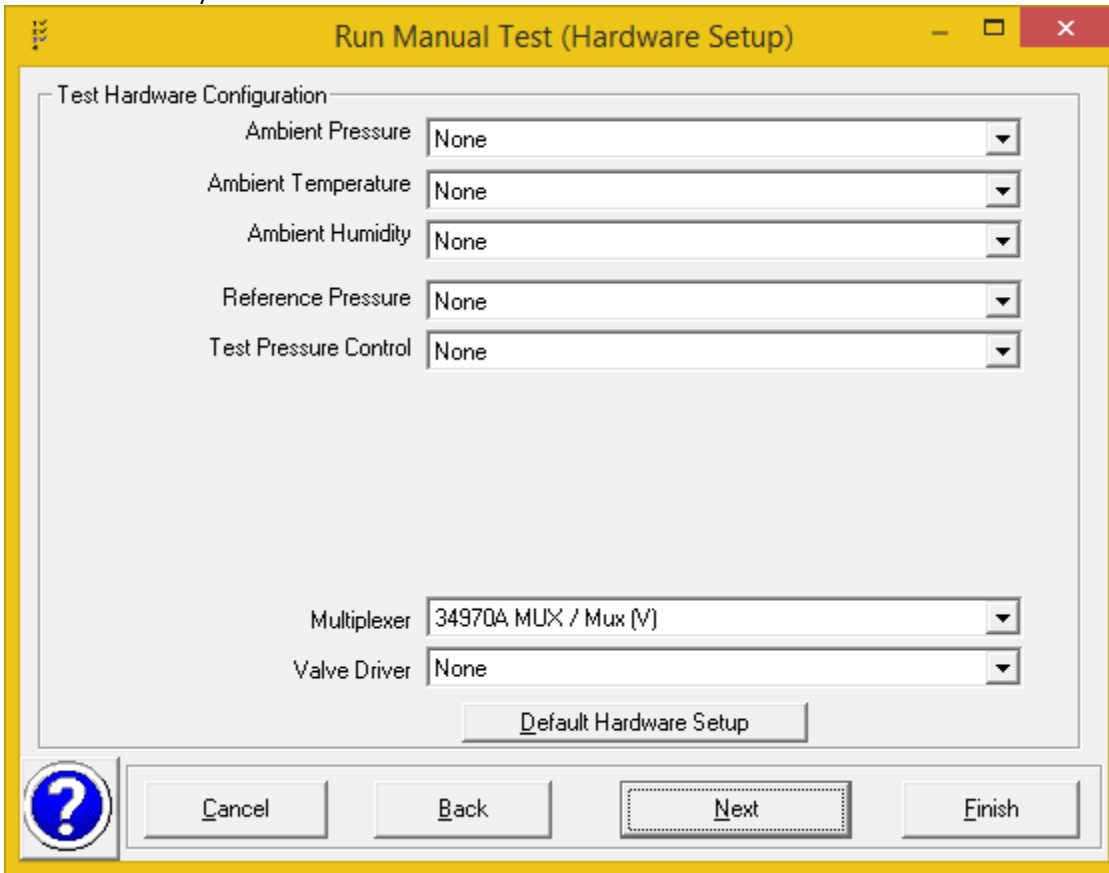 Run Manual Test (Hardware Setup)
Test Hardware Configuration
Ambient Pressure None
Ambient Temperature None
Ambient Humidity None
Reference Pressure None
Test Pressure Control None
Multiplexer 34970A MUX / Mux (V)
Valve Driver None
Default Hardware Setup
? Cancel Back Next Finish